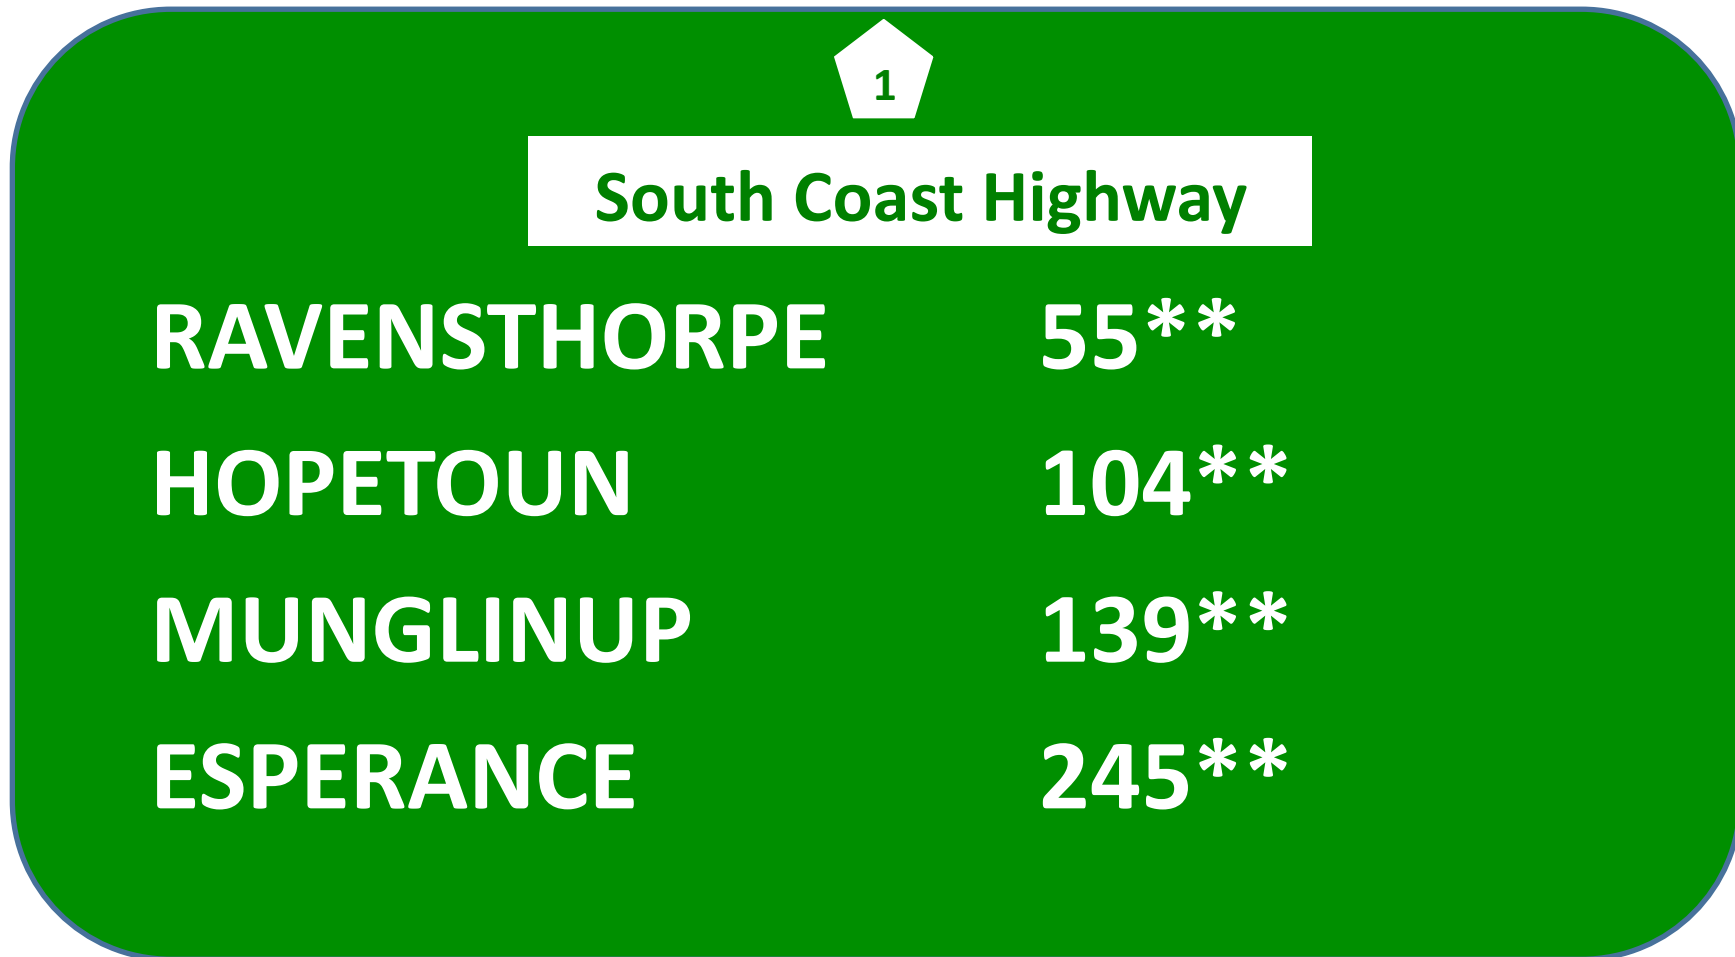 1
South Coast Highway
RAVENSTHORPE 55**
HOPETOUN 104**
MUNGLINUP 139**
ESPERANCE 245**